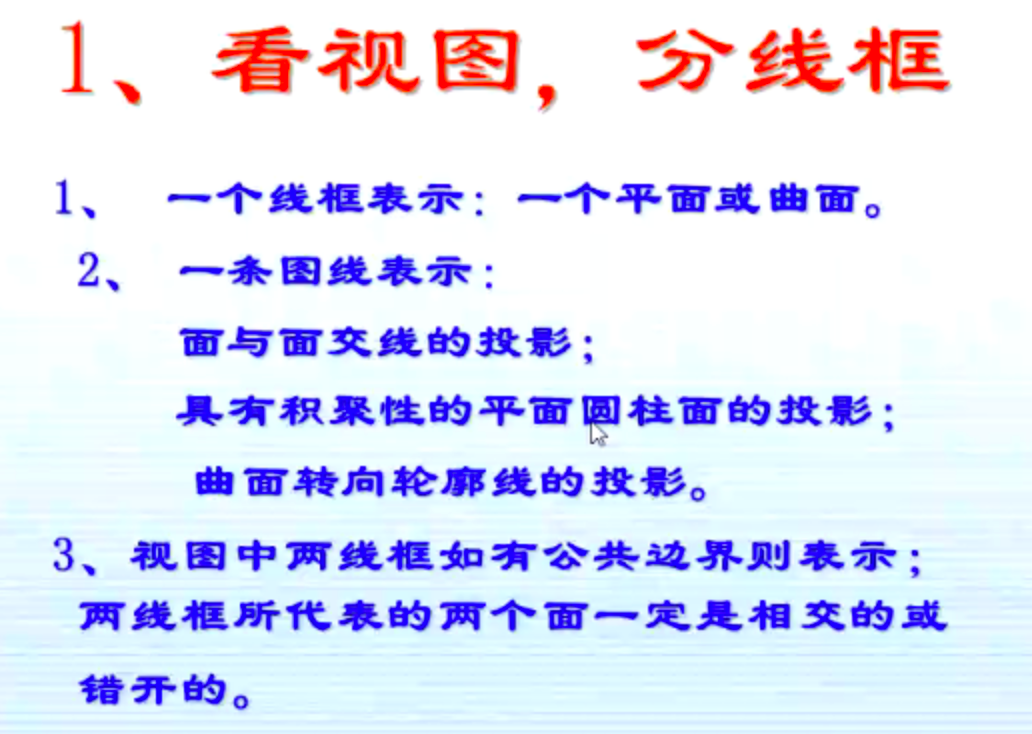 1、看视图，分线框
1、 一个线框表示：一个平面或曲面。
2、 一条图线表示：
面与面交线的投影；
具有积聚性的平面圆柱面的投影；
曲面转向轮廓线的投影。
3、视图中两线框如有公共边界则表示；
两线框所代表的两个面一定是相交的或
错开的。